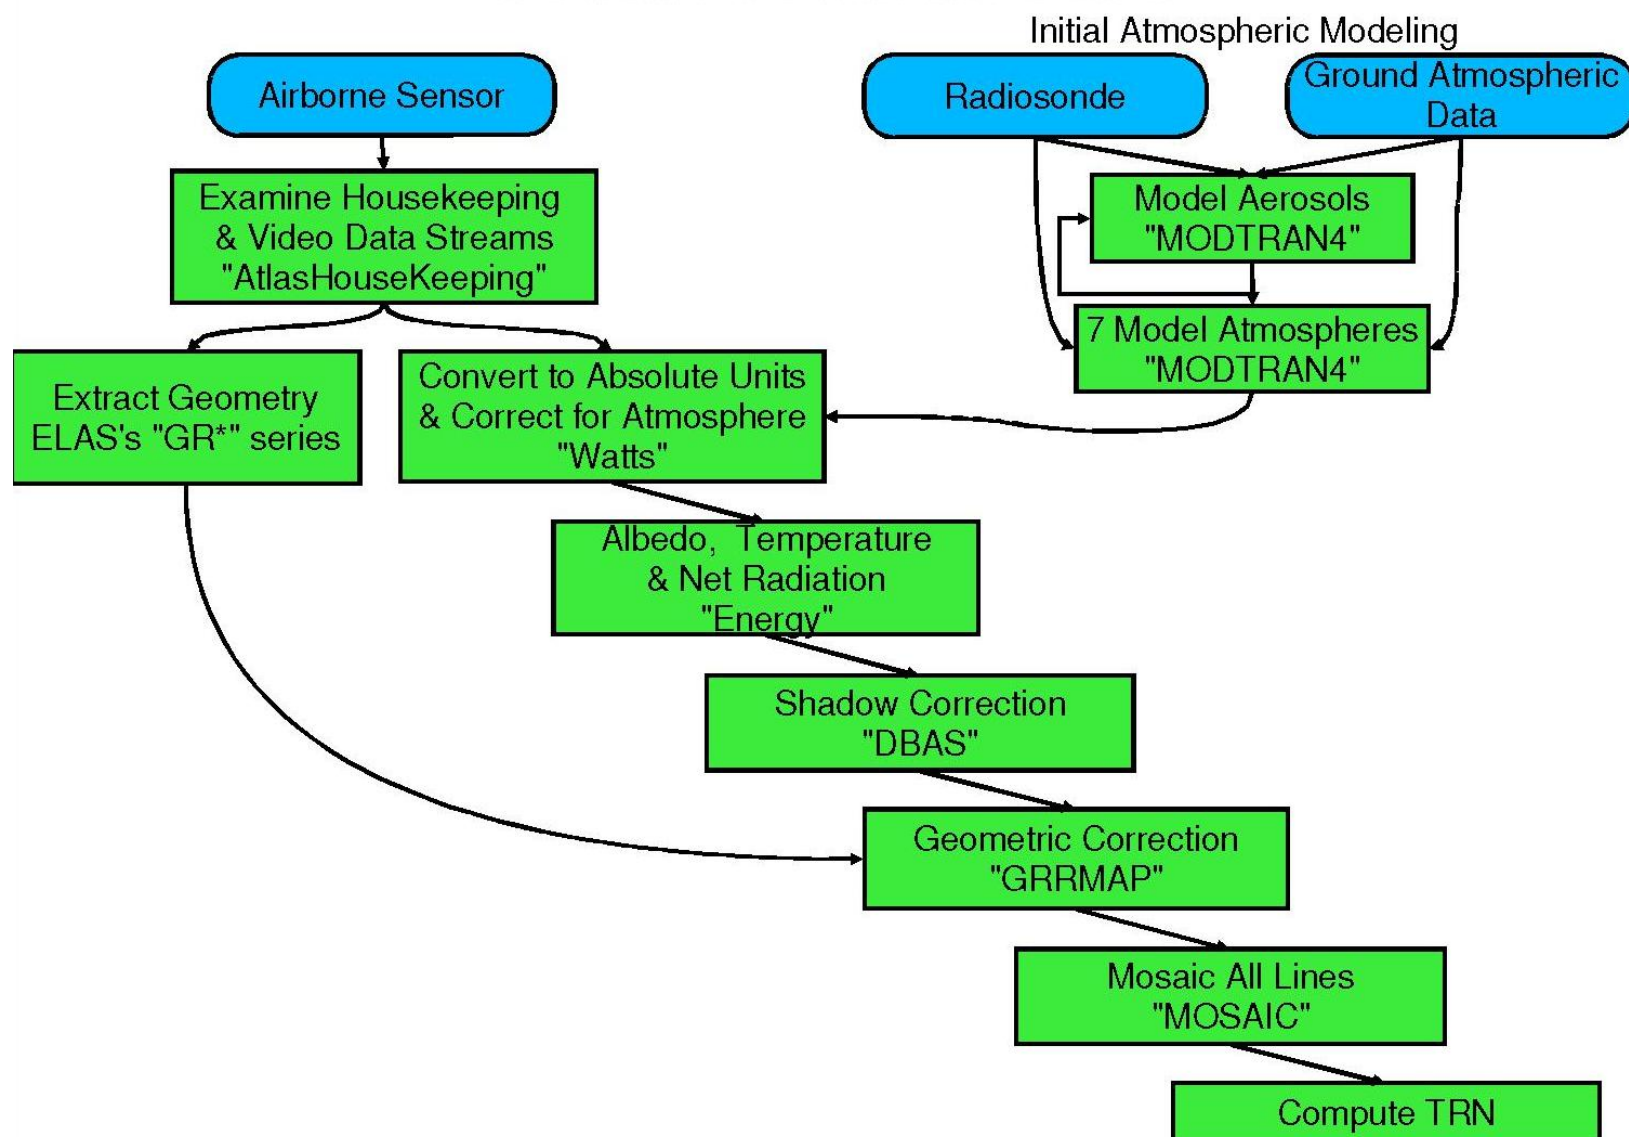 Initial Atmospheric Modeling
Airborne Sensor
Radiosonde
Ground Atmospheric
Data
Examine Housekeeping
& Video Data Streams
"AtlasHouseKeeping"
Model Aerosols
"MODTRAN4"
7 Model Atmospheres
"MODTRAN4"
Extract Geometry
ELAS's "GR*" series
Convert to Absolute Units
& Correct for Atmosphere
"Watts"
Albedo, Temperature
& Net Radiation
"Energy"
Shadow Correction
"DBAS"
Geometric Correction
"GRRMAP"
Mosaic All Lines
"MOSAIC"
Compute TRN